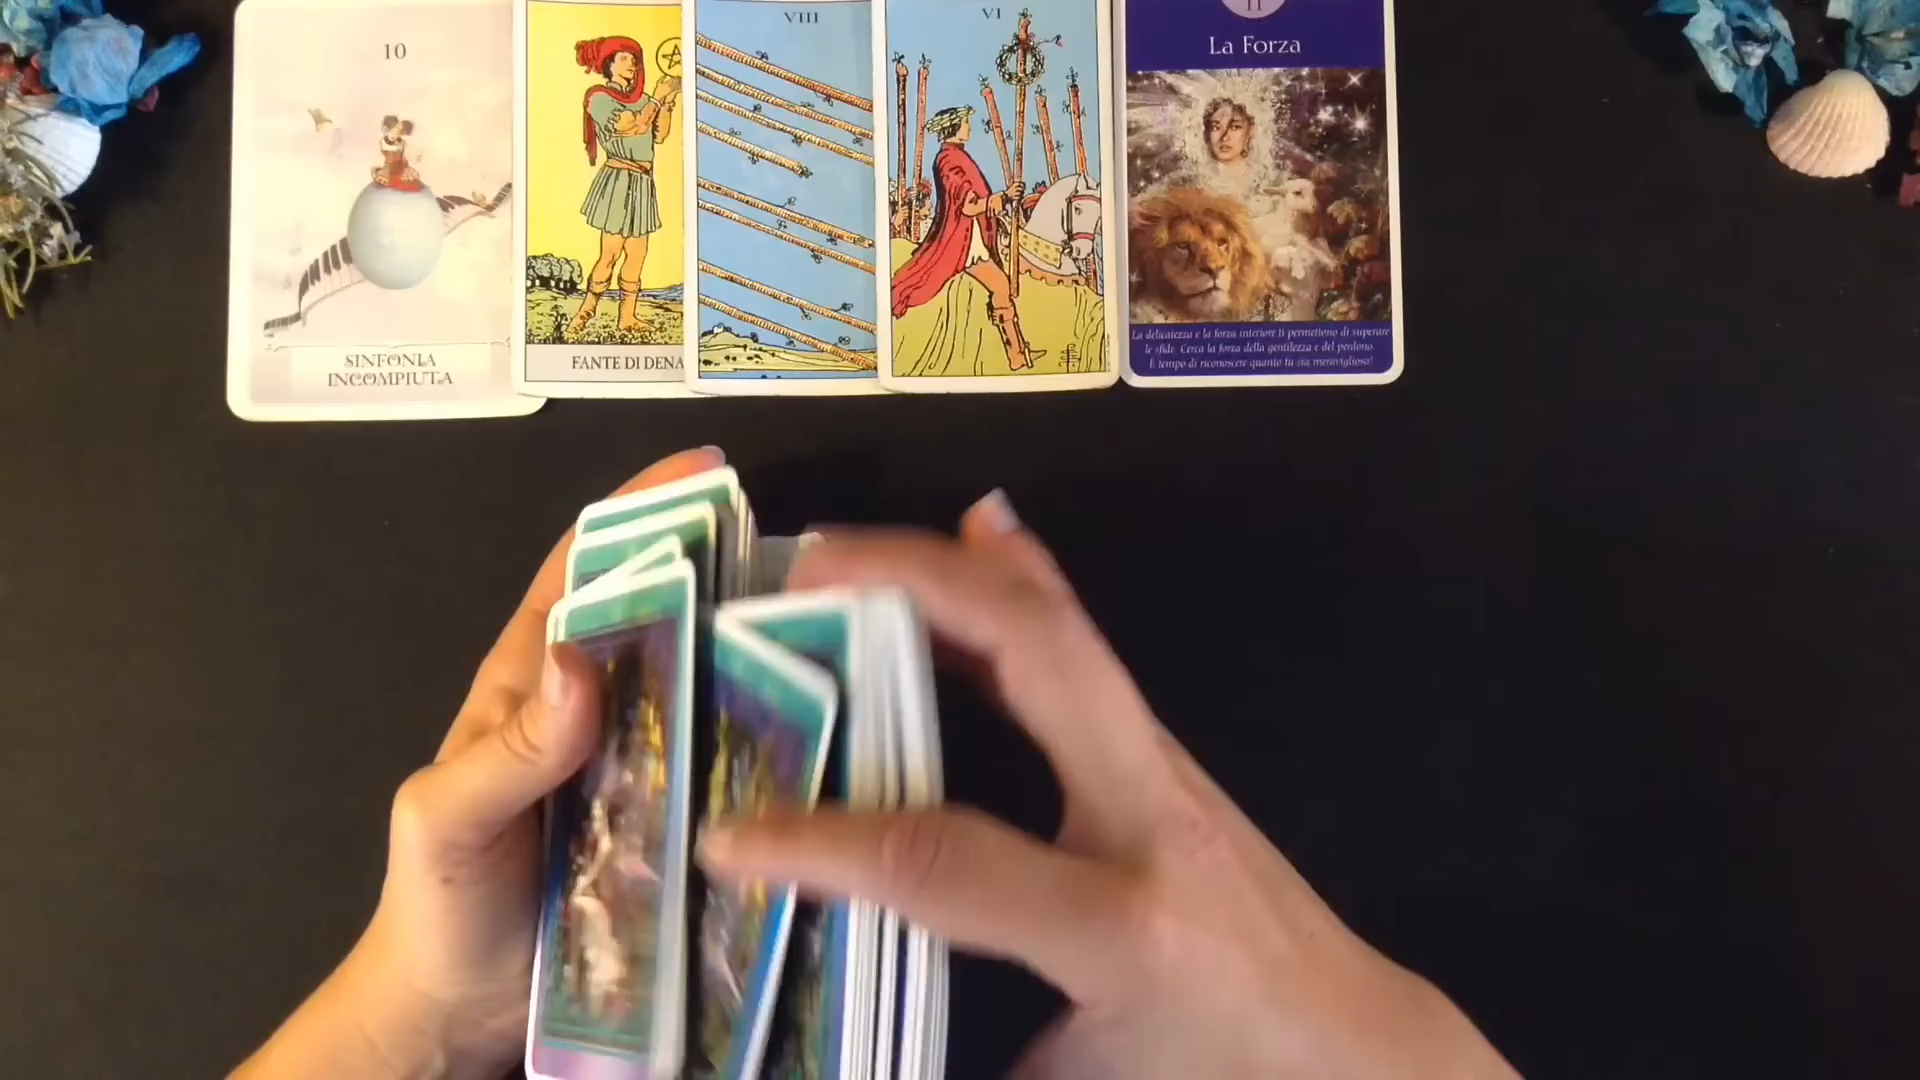 10
SINFONIA
INCOMPIUTA
FANTE DI DENA
VIII
VI
11
La Forza
La delicatezza e la forza interiore ti permettono di superare
le sfide. Cerca la forza della gentilezza e del perdono.
È tempo di riconoscere quanto tu sia meraviglioso!